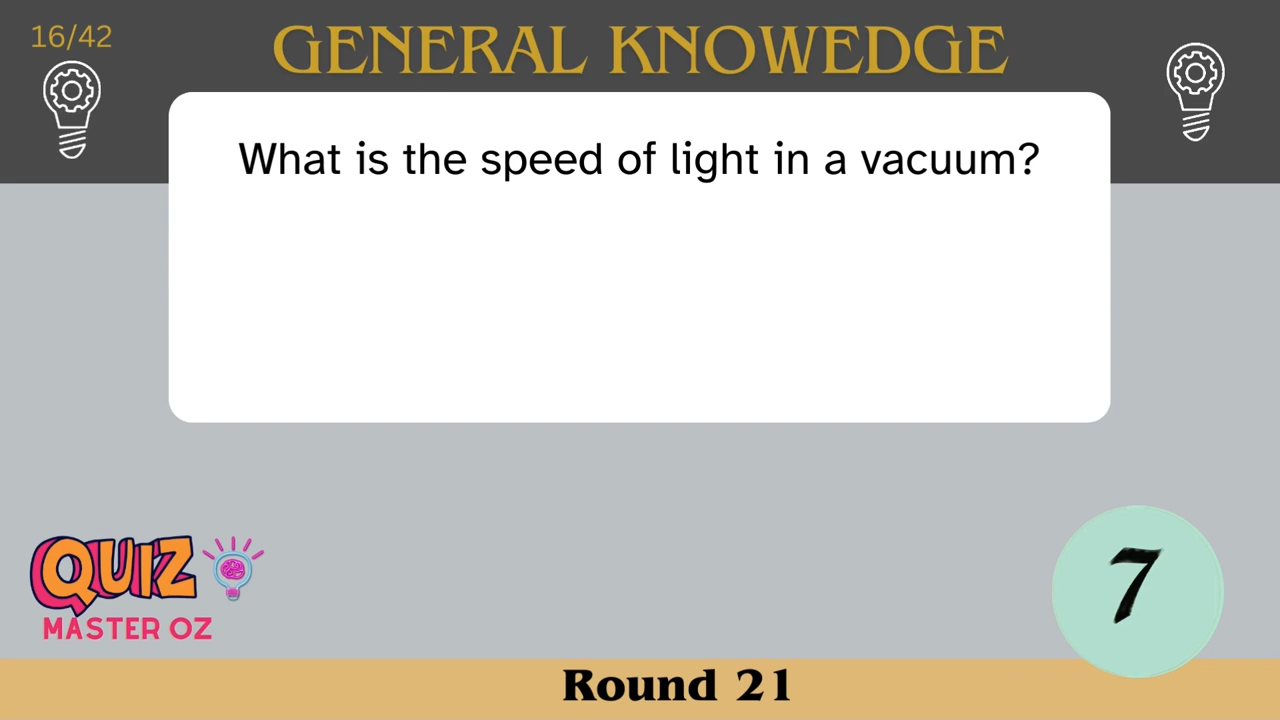 16/42
GENERAL KNOWEDGE
What is the speed of light in a vacuum?
QUIZ
MASTER OZ
7
Round 21